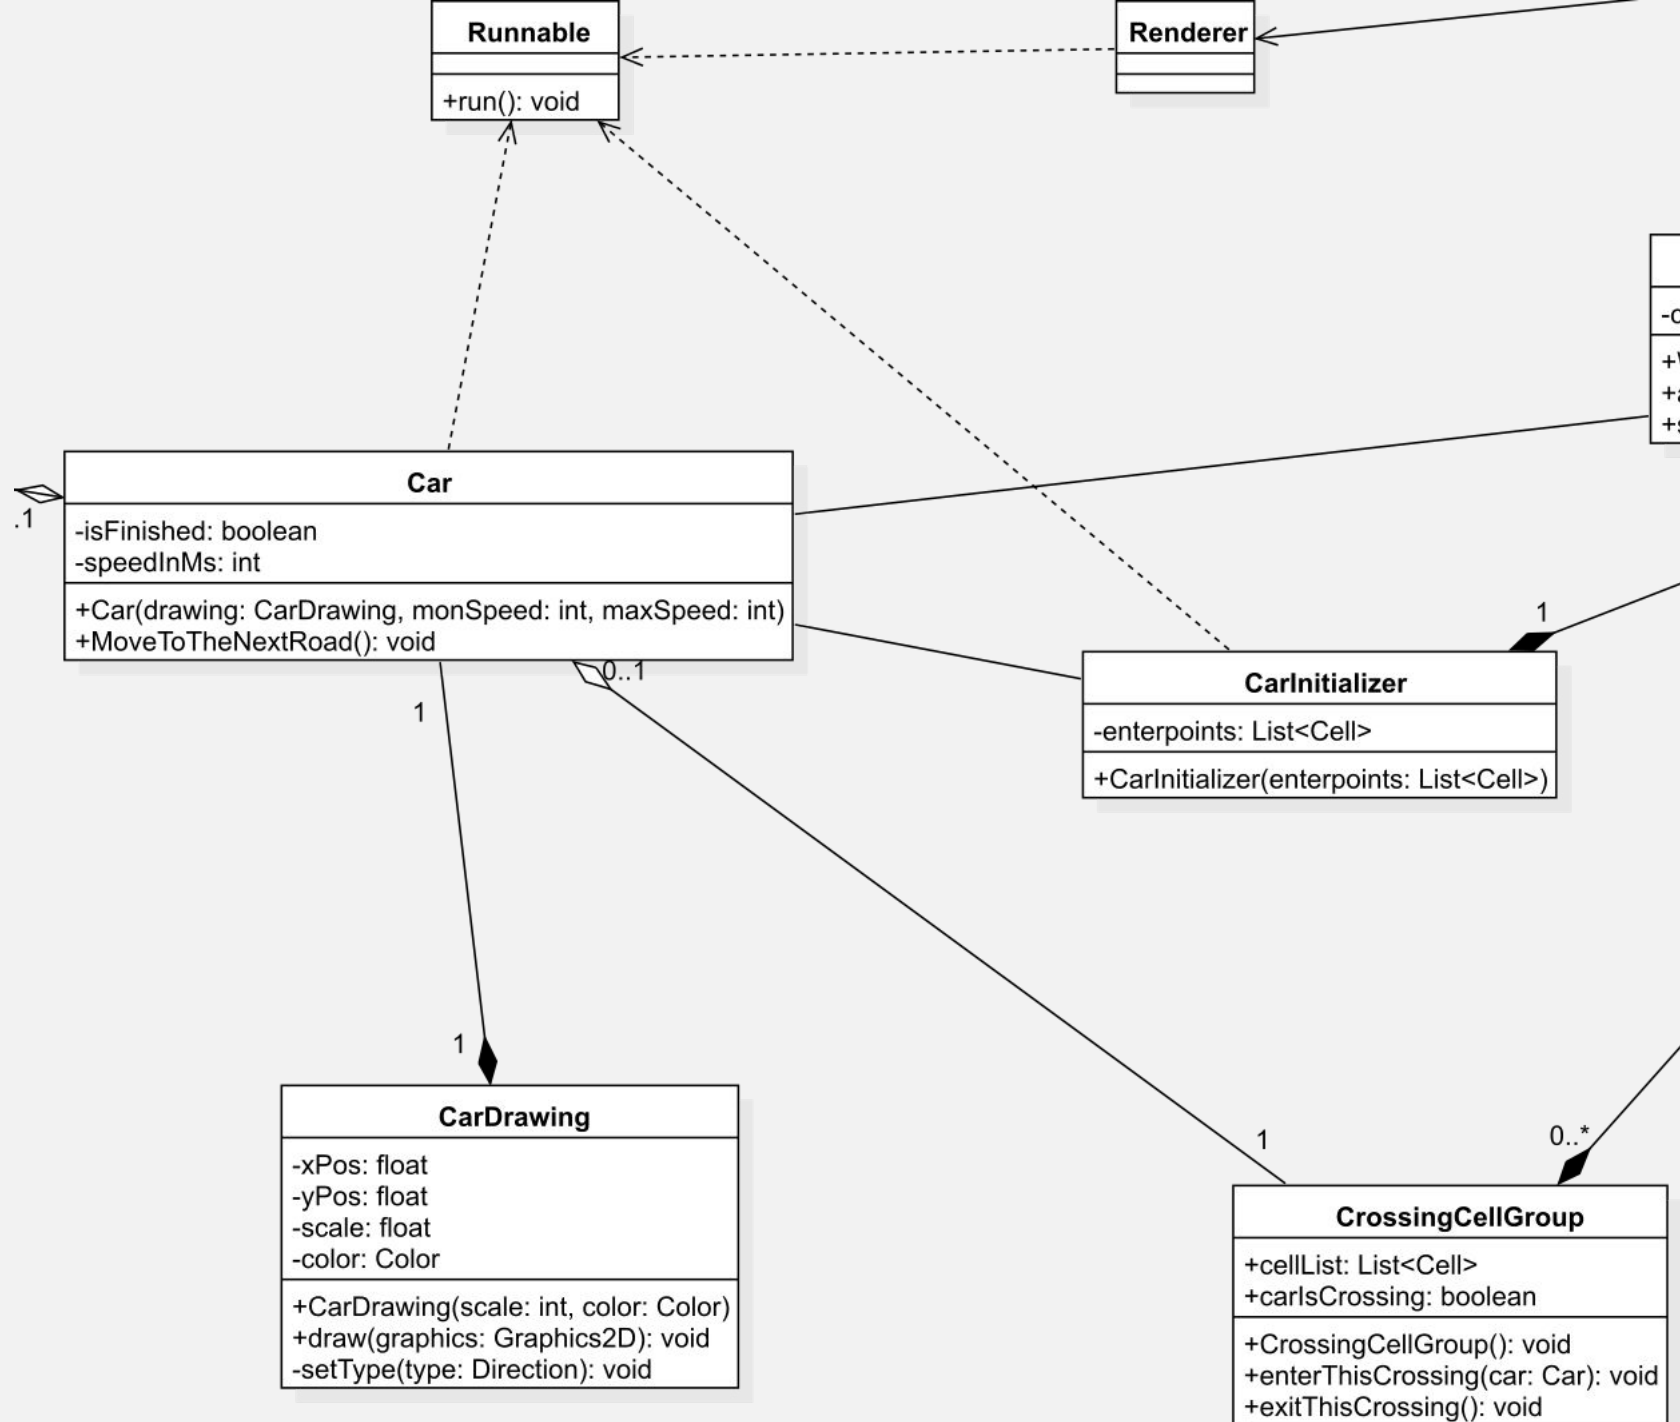 Runnable
+run(): void
Renderer
Car
-isFinished: boolean
-speedInMs: int
+Car(drawing: CarDrawing, monSpeed: int, maxSpeed: int)
+MoveToTheNextRoad(): void
.1
0..1
1
1
1
CarInitializer
-enterpoints: List<Cell>
+CarInitializer(enterpoints: List<Cell>)
CarDrawing
-xPos: float
-yPos: float
-scale: float
-color: Color
+CarDrawing(scale: int, color: Color)
+draw(graphics: Graphics2D): void
-setType(type: Direction): void
1
0..*
CrossingCellGroup
+cellList: List<Cell>
+carIsCrossing: boolean
+CrossingCellGroup(): void
+enterThisCrossing(car: Car): void
+exitThisCrossing(): void